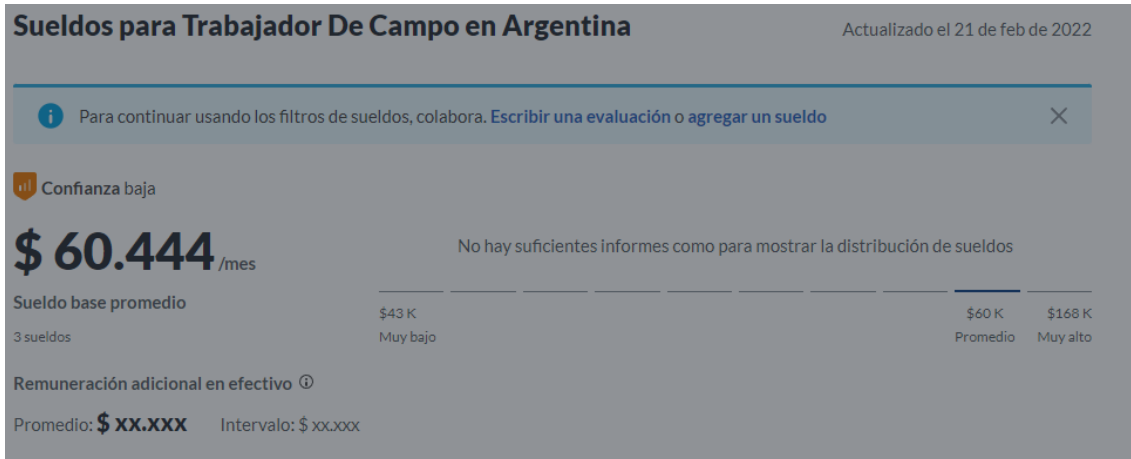 Sueldos para Trabajador De Campo en Argentina
Actualizado el 21 de feb de 2022
Para continuar usando los filtros de sueldos, colabora. Escribir una evaluación o agregar un sueldo
Confianza baja
$ 60.444 /mes
No hay suficientes informes como para mostrar la distribución de sueldos
Sueldo base promedio
3 sueldos
$43 K
Muy bajo
$60 K
Promedio
$168 K
Muy alto
Remuneración adicional en efectivo
Promedio: $ xx.xxx Intervalo: $ xx.xxx